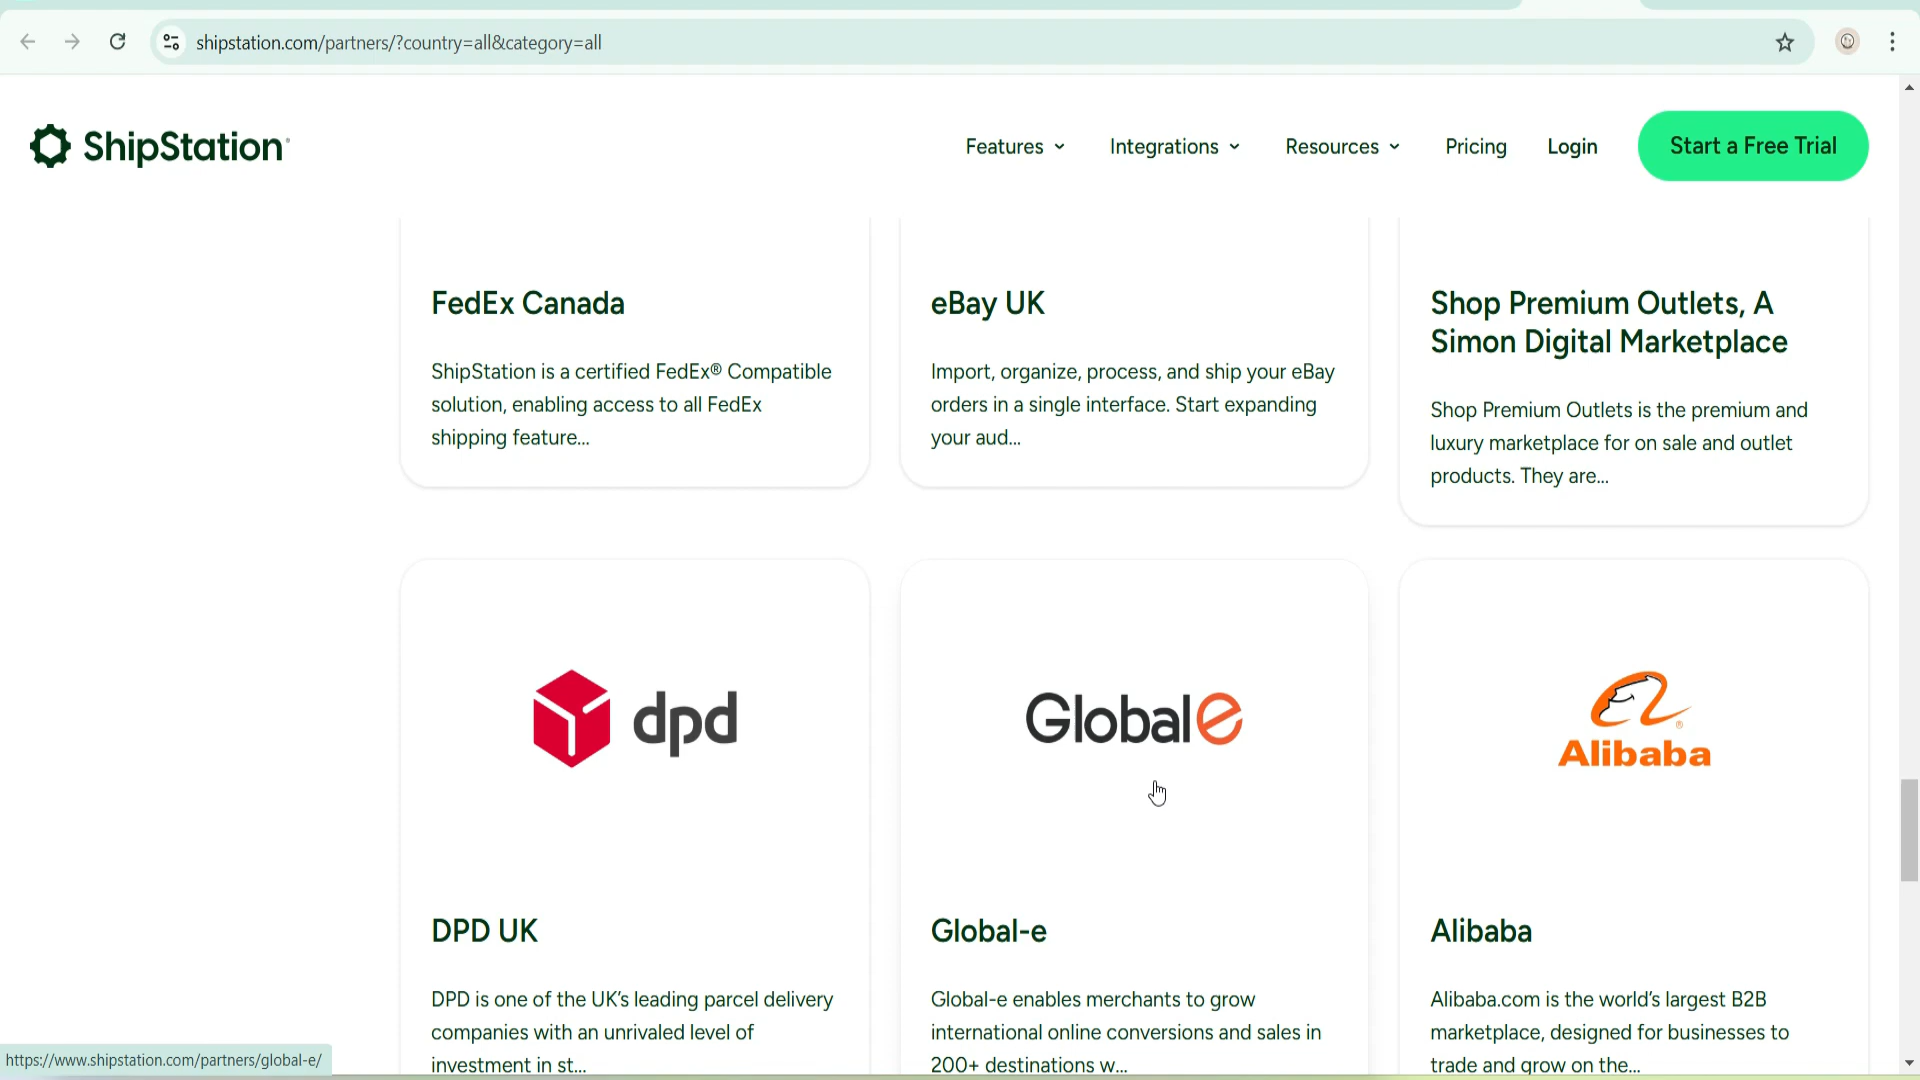 shipstation.com/partners/?country=all&category=all
ShipStation
Features
Integrations
Resources
Pricing
Login
Start a Free Trial
FedEx Canada
ShipStation is a certified FedEx® Compatible
solution, enabling access to all FedEx
shipping feature...
eBay UK
Import, organize, process, and ship your eBay
orders in a single interface. Start expanding
your aud...
Shop Premium Outlets, A
Simon Digital Marketplace
Shop Premium Outlets is the premium and
luxury marketplace for on sale and outlet
products. They are...
dpd
DPD UK
DPD is one of the UK's leading parcel delivery
companies with an unrivaled level of
investment in st...
Globale
Global-e
Global-e enables merchants to grow
international online conversions and sales in
200+ destinations w...
Alibaba
Alibaba
Alibaba.com is the world's largest B2B
marketplace, designed for businesses to
trade and grow on the...
https://www.shipstation.com/partners/global-e/